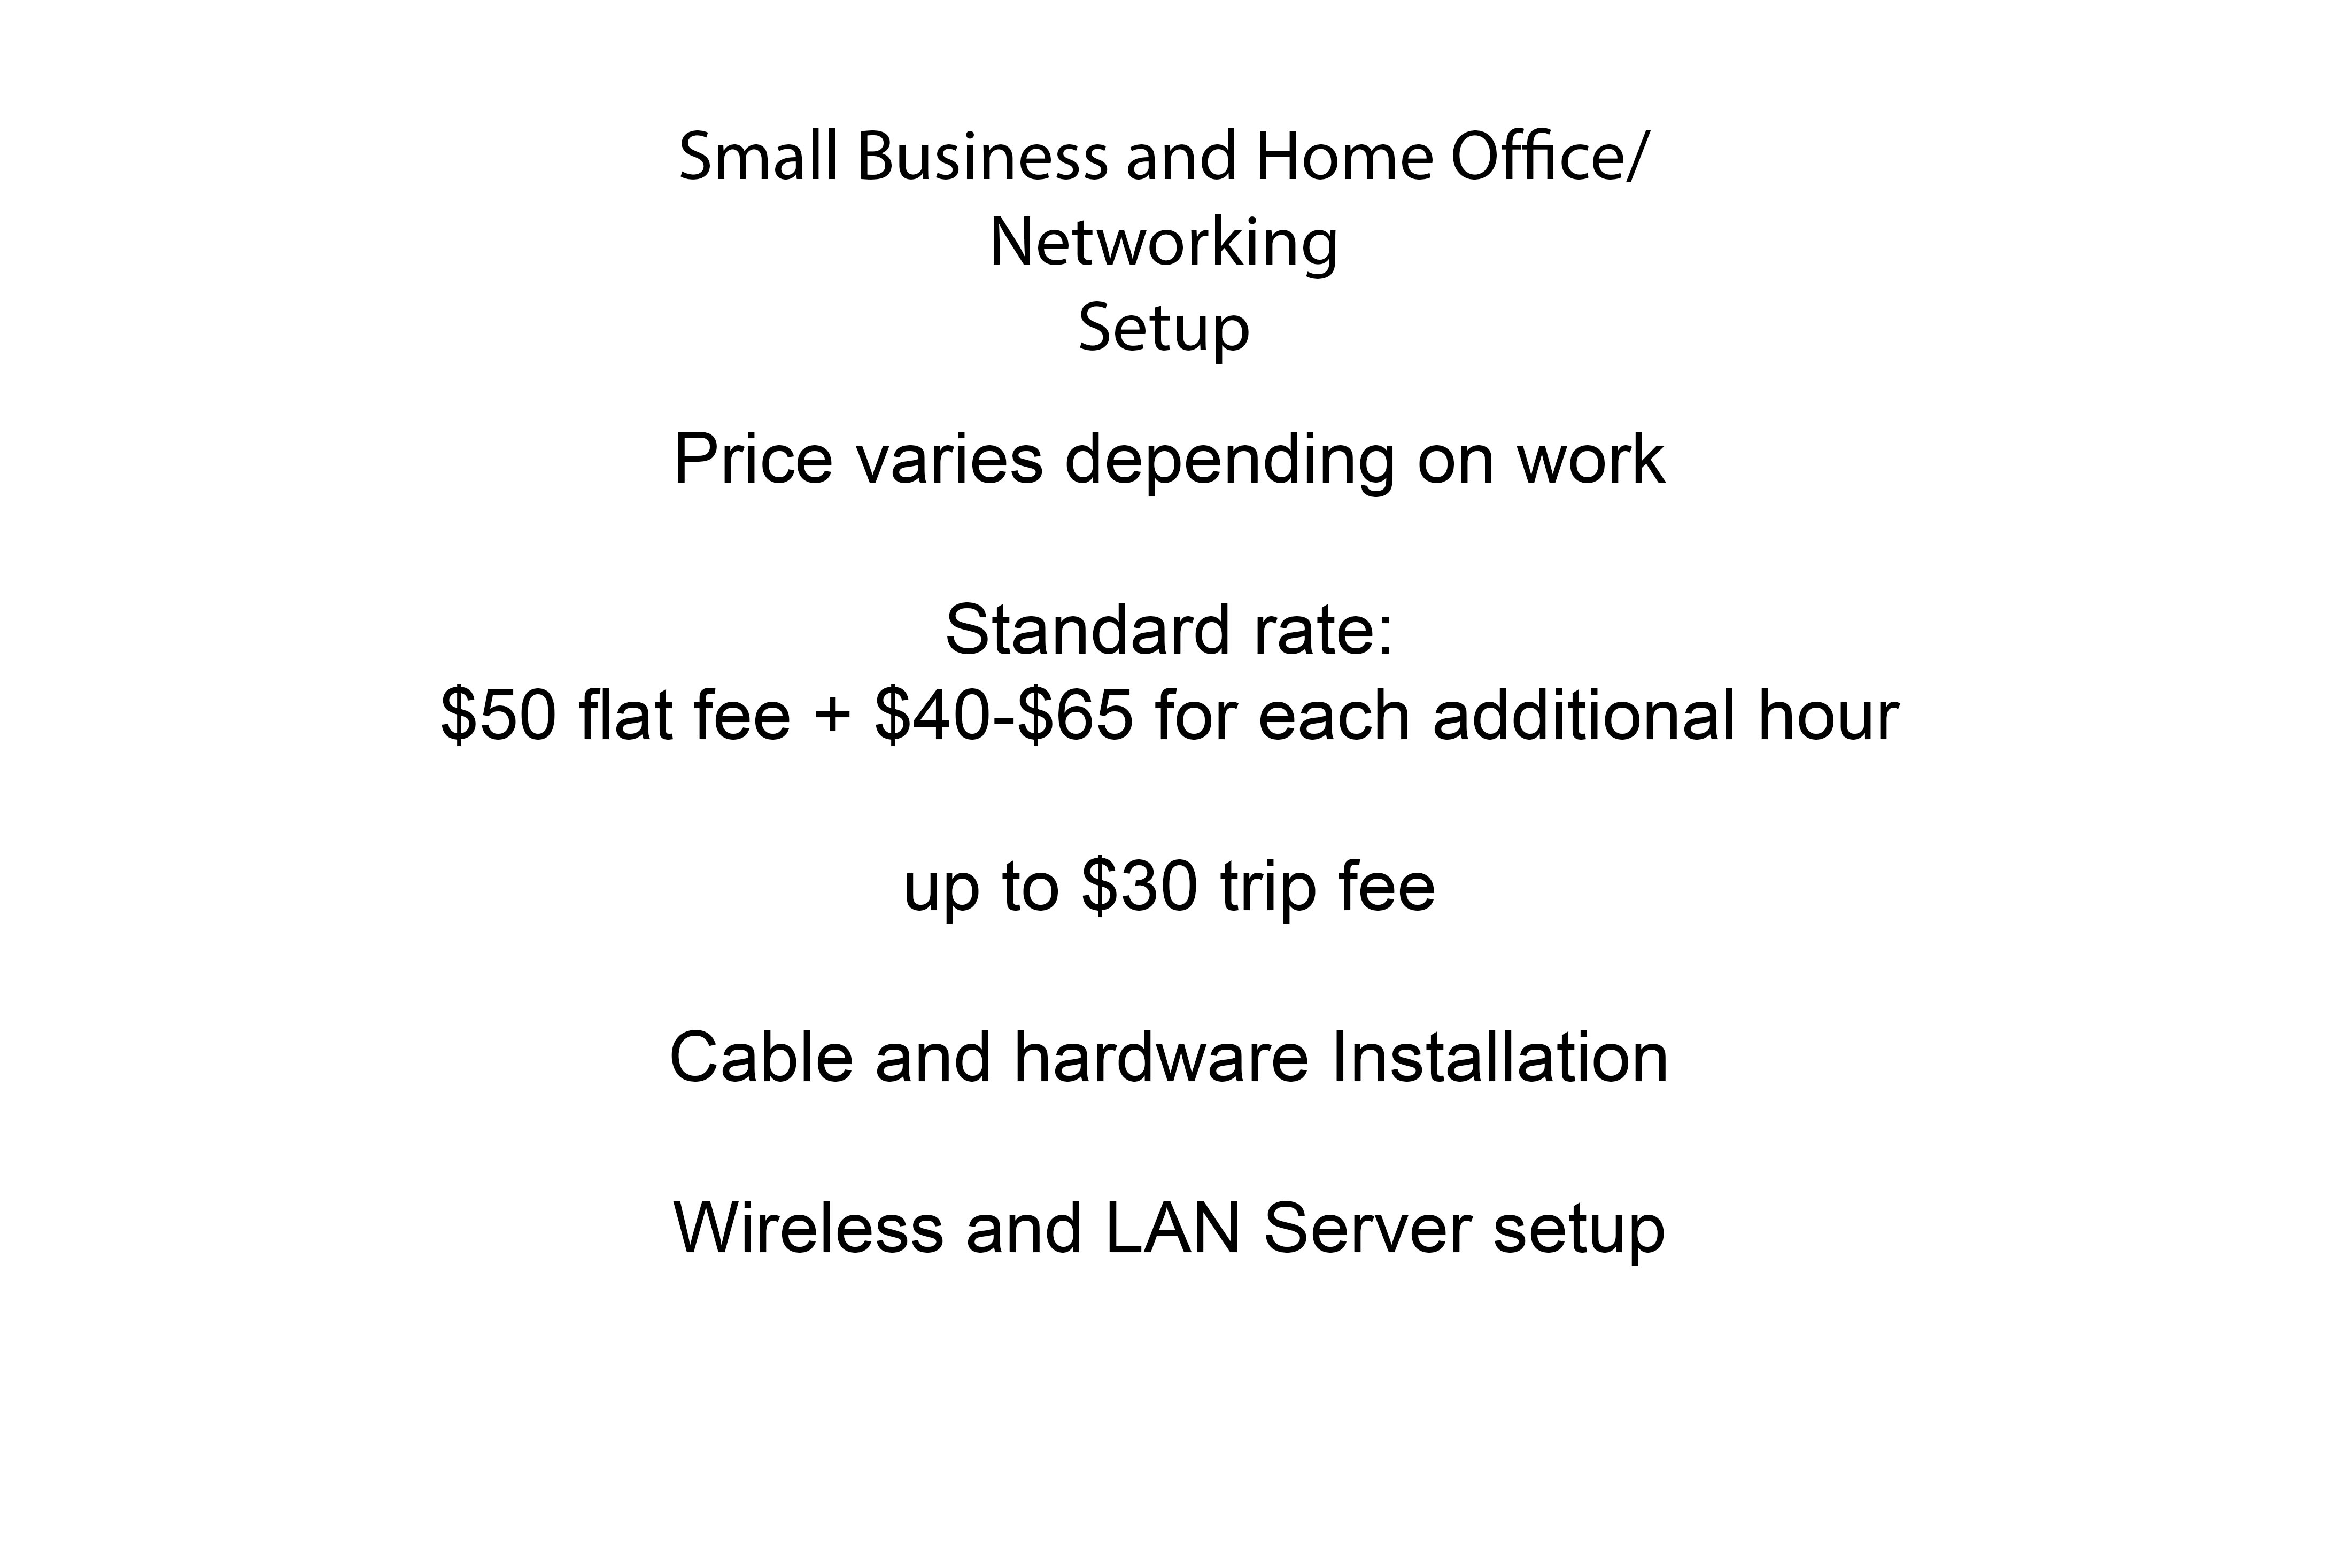 Small Business and Home Office/
Networking
Setup
Price varies depending on work
Standard rate:
$50 flat fee + $40-$65 for each additional hour
up to $30 trip fee
Cable and hardware Installation
Wireless and LAN Server setup